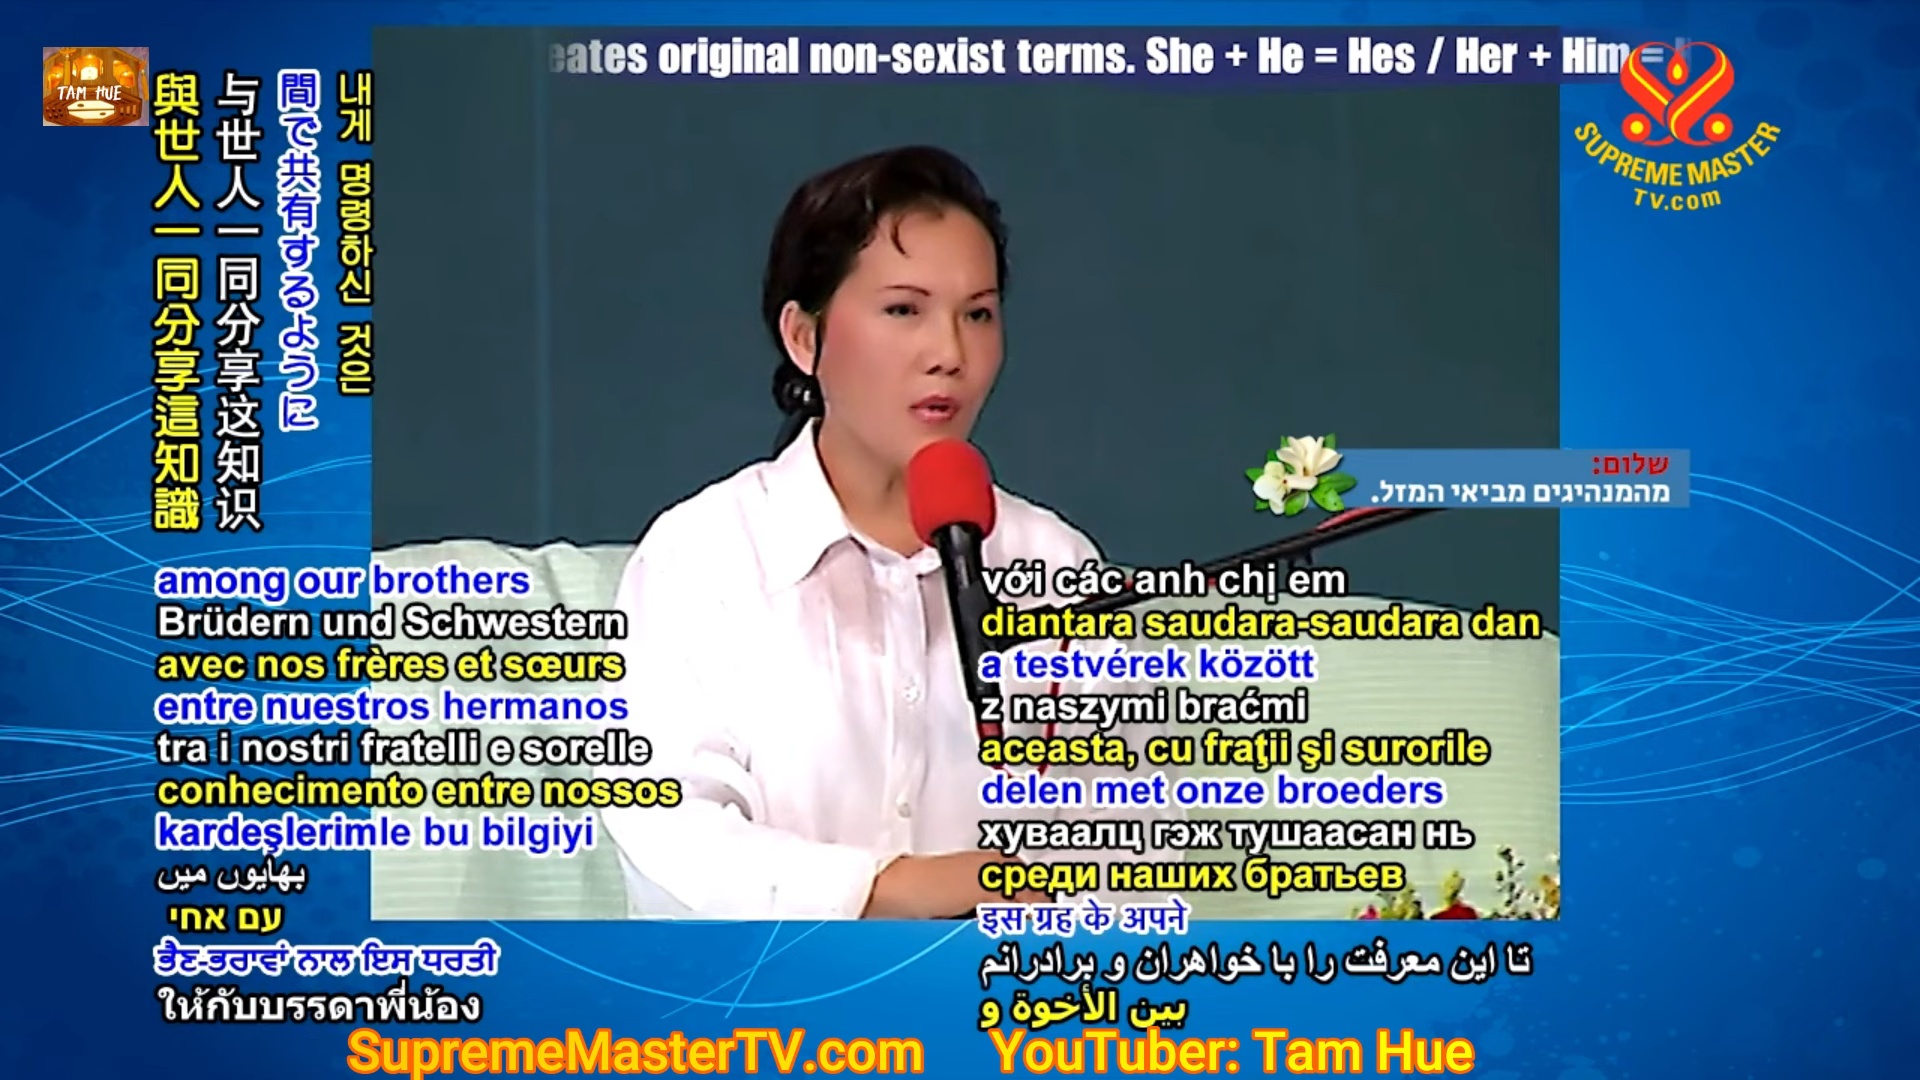 eates original non-sexist terms. She + He = Hes / Her + Him =
TAM HUE
SUPREME MASTER
TV.com
與世人一同分享這知識
与世人一同分享这知识
間で共有するように
내게 명령하신 것은
שלום:
מהמנהיגים מביאי המזל.
among our brothers
Brüdern und Schwestern
avec nos frères et sœurs
entre nuestros hermanos
tra i nostri fratelli e sorelle
conhecimento entre nossos
kardeşlerimle bu bilgiyi
بھایوں میں
עם אחי
ਭੈਣ-ਭਰਾਵਾਂ ਨਾਲ ਇਸ ਧਰਤੀ
ให้กับบรรดาพี่น้อง
với các anh chị em
diantara saudara-saudara dan
a testvérek között
z naszymi braćmi
aceasta, cu fraţii şi surorile
delen met onze broeders
хуваалц гэж тушаасан нь
среди наших братьев
इस ग्रह के अपने
تا این معرفت را با خواهران و برادرانم
بين الأخوة و
SupremeMasterTV.com YouTuber: Tam Hue